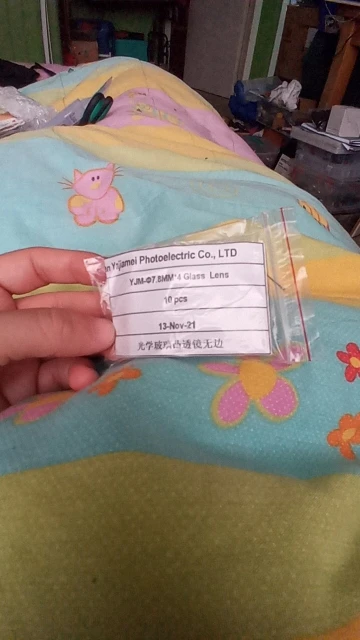 Yujiamei Photoelectric Co., LTD
YJM-Φ7.8MM*4 Glass Lens
10 pcs
13-Nov-21
光学玻璃凸透镜无边